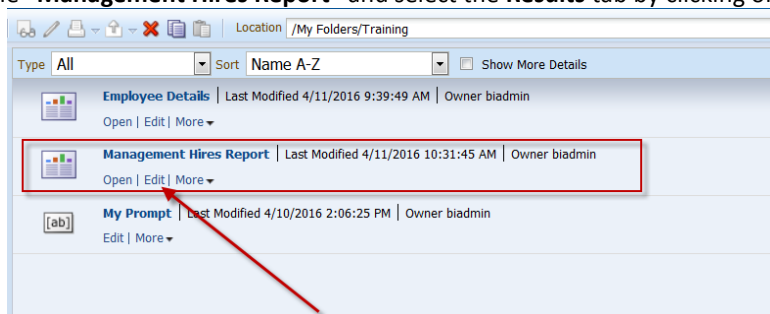 "Management Hires Report" and select the Results tab by clicking
Location /My Folders/Training
Type All Sort Name A-Z Show More Details
Employee Details | Last Modified 4/11/2016 9:39:49 AM | Owner biadmin
Open | Edit | More
Management Hires Report | Last Modified 4/11/2016 10:31:45 AM | Owner biadmin
Open | Edit | More
[ab] My Prompt | Last Modified 4/10/2016 2:06:25 PM | Owner biadmin
Edit | More